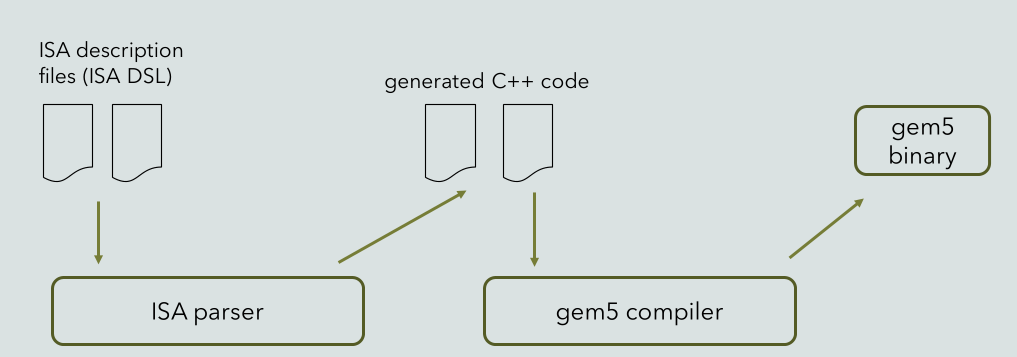 ISA description
files (ISA DSL)
generated C++ code
gem5
binary
ISA parser
gem5 compiler